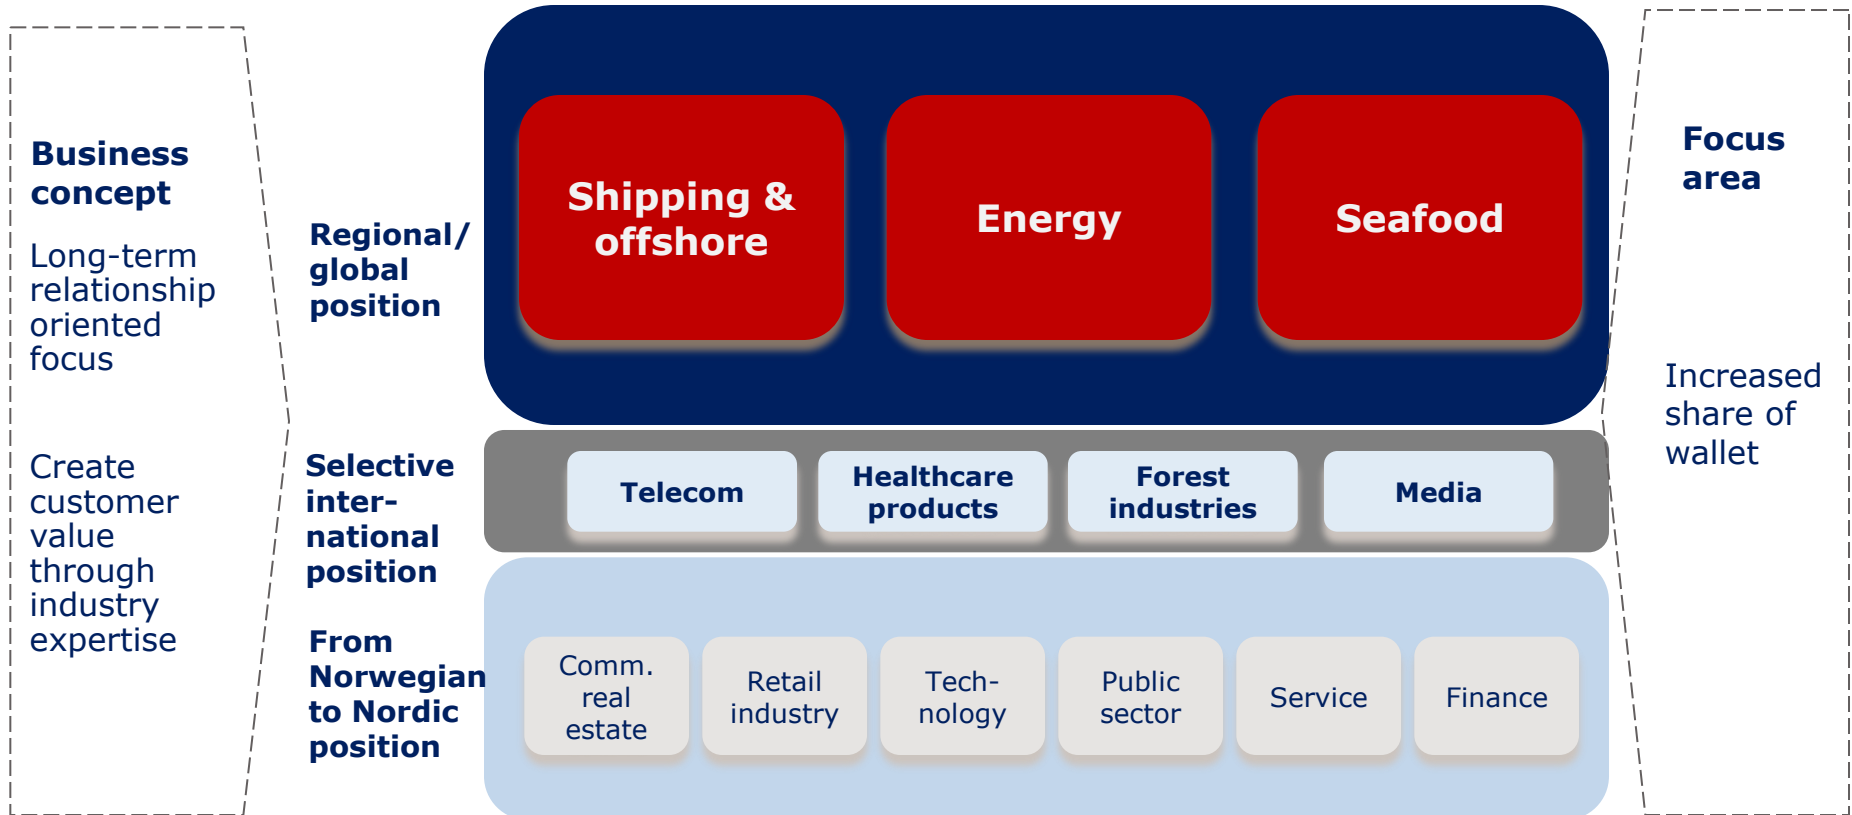 Business
concept
Long-term
relationship
oriented
focus
Create
customer
value
through
industry
expertise
Regional/
global
position
Shipping &
offshore
Energy
Seafood
Selective
inter-
national
position
Telecom
Healthcare
products
Forest
industries
Media
From
Norwegian
to Nordic
position
Comm.
real
estate
Retail
industry
Tech-
nology
Public
sector
Service
Finance
Focus
area
Increased
share of
wallet